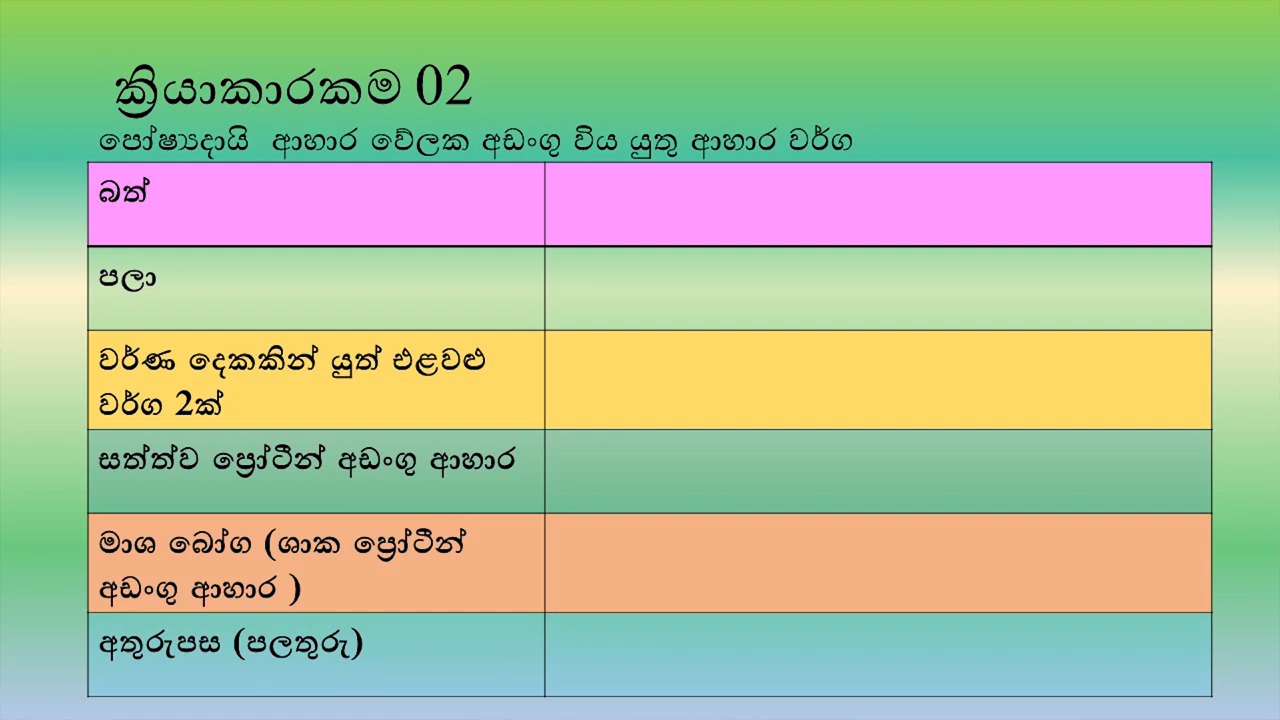 ක්‍රියාකාරකම 02
පෝෂ්‍යදායි ආහාර වේලක අඩංගු විය යුතු ආහාර වර්ග
බත්
පලා
වර්ණ දෙකකින් යුත් එළවළු
වර්ග 2ක්
සත්ත්ව ප්‍රෝටීන් අඩංගු ආහාර
මාශ බෝග (ශාක ප්‍රෝටීන්
අඩංගු ආහාර )
අතුරුපස (පලතුරු)